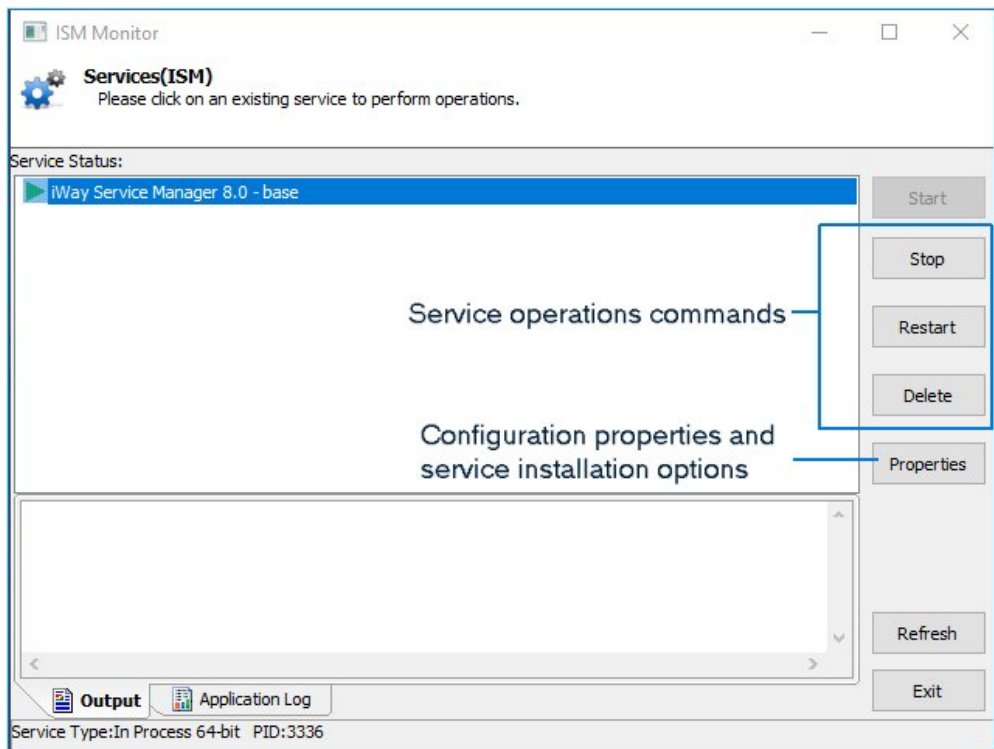 ISM Monitor
Services(ISM)
Please click on an existing service to perform operations.
Service Status:
iWay Service Manager 8.0 - base
Start
Stop
Service operations commands
Restart
Delete
Configuration properties and
service installation options
Properties
Refresh
Exit
Output
Application Log
Service Type:In Process 64-bit PID:3336